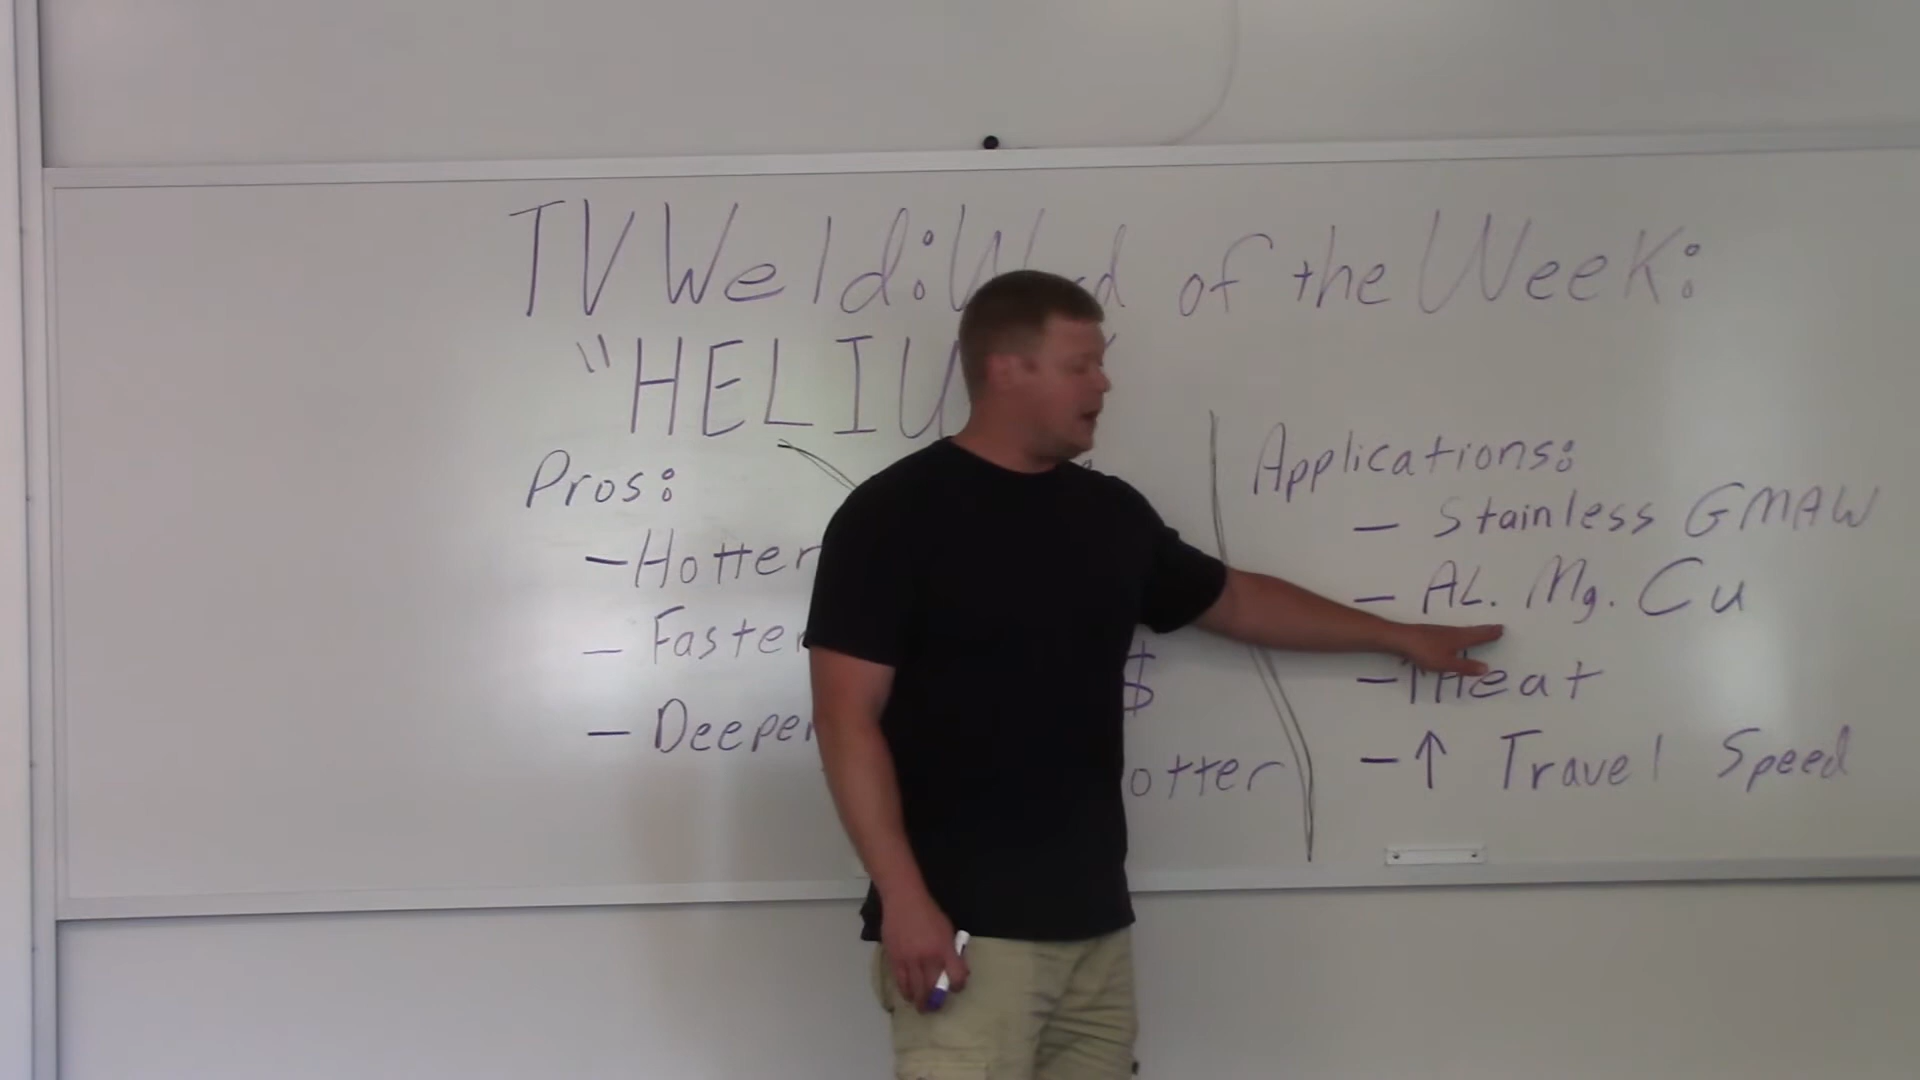 TV Weld: of the Week:
"HELIU
Pros:
- Hotter
- Faster
- Deeper
$
otter
Applications:
- Stainless GMAW
- AL. Mg. Cu
- ↑ Heat
- ↑ Travel Speed